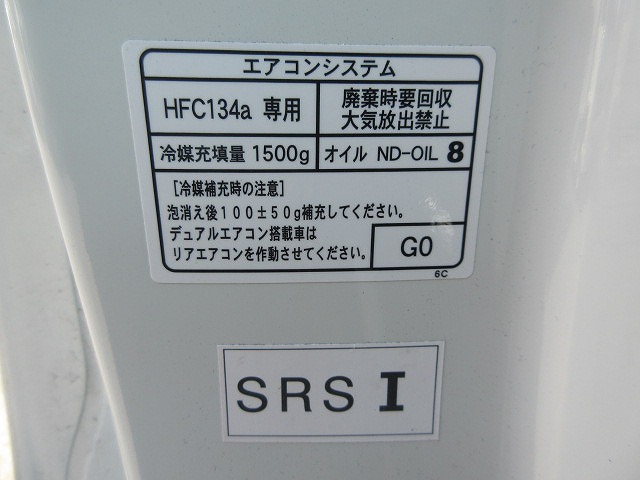 エアコンシステム
HFC134a 専用
廃棄時要回収
大気放出禁止
冷媒充填量 1500g
オイル ND-OIL 8
[冷媒補充時の注意]
泡消え後100±50g補充してください。
デュアルエアコン搭載車は
リアエアコンを作動させてください。
G0
6C
SRS I